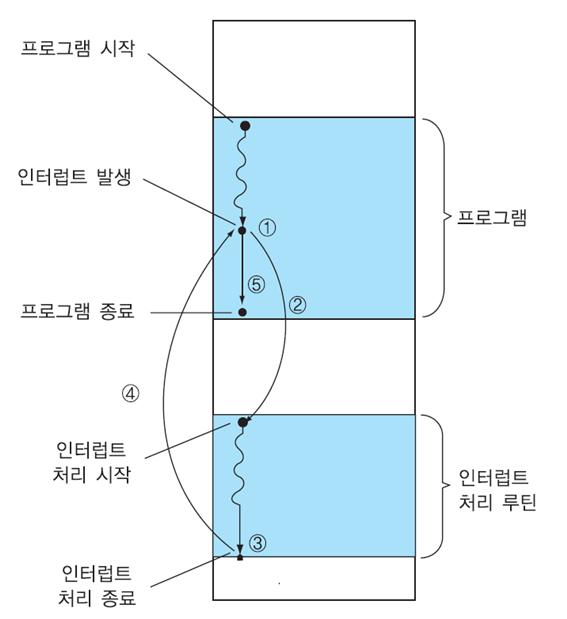 프로그램 시작
인터럽트 발생
①
프로그램
⑤
②
프로그램 종료
④
인터럽트
처리 시작
인터럽트
처리 루틴
③
인터럽트
처리 종료